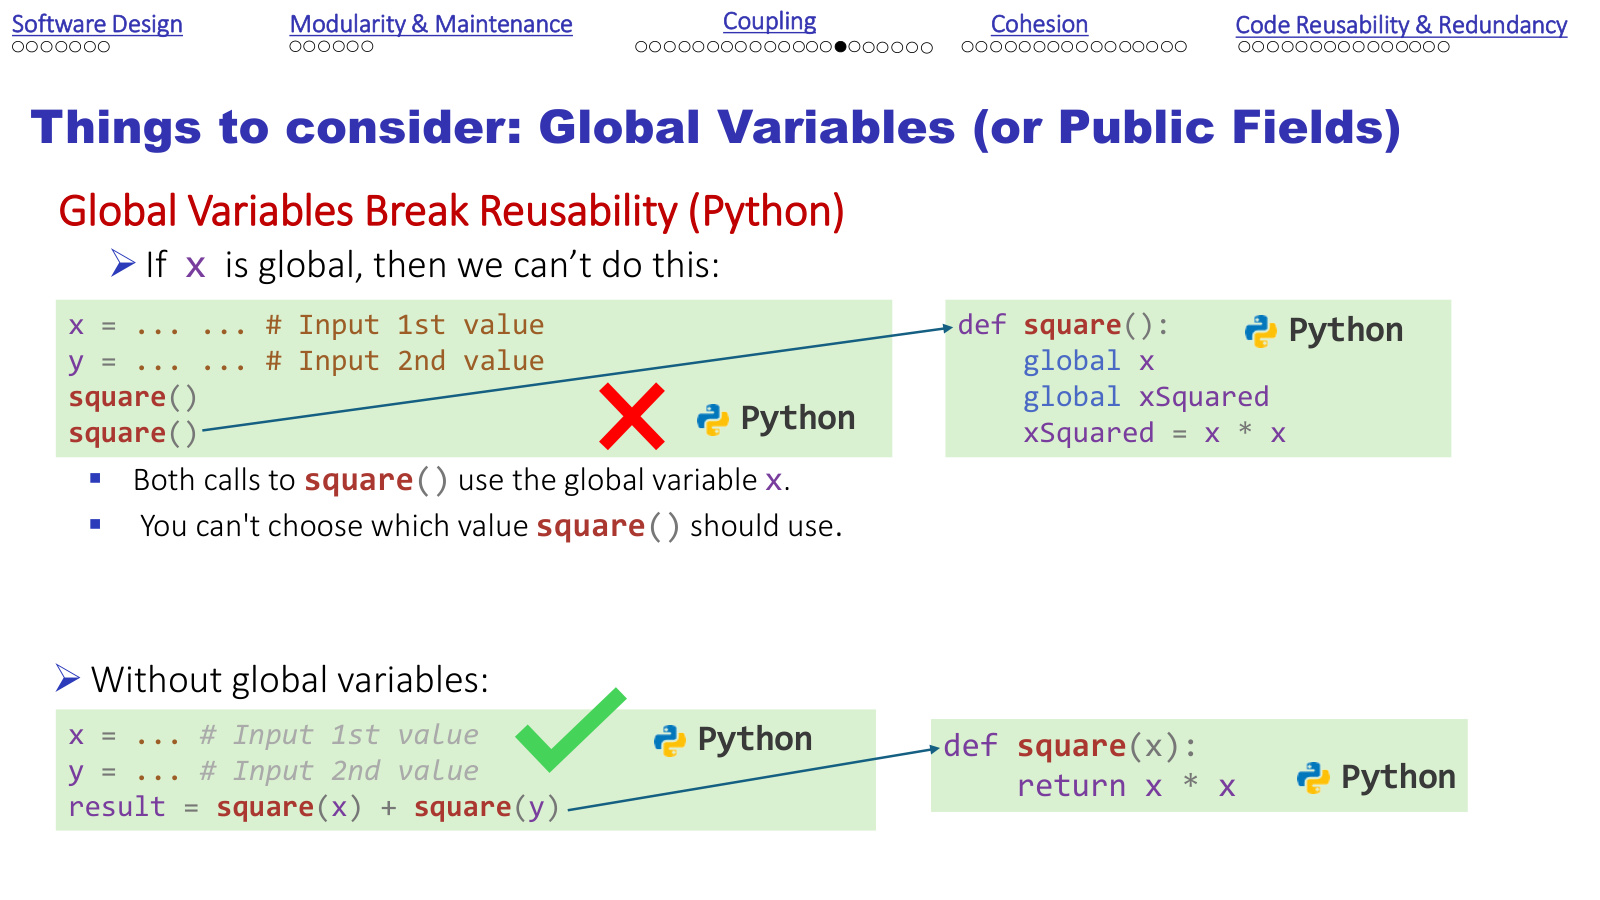 Software Design
Modularity & Maintenance
Coupling
Cohesion
Code Reusability & Redundancy
Things to consider: Global Variables (or Public Fields)
Global Variables Break Reusability (Python)
If x is global, then we can’t do this:
x = ... ... # Input 1st value
y = ... ... # Input 2nd value
square()
square()
Python
def square():
global x
global xSquared
xSquared = x * x
Python
Both calls to square() use the global variable x.
You can't choose which value square() should use.
Without global variables:
x = ... # Input 1st value
y = ... # Input 2nd value
result = square(x) + square(y)
Python
def square(x):
return x * x
Python